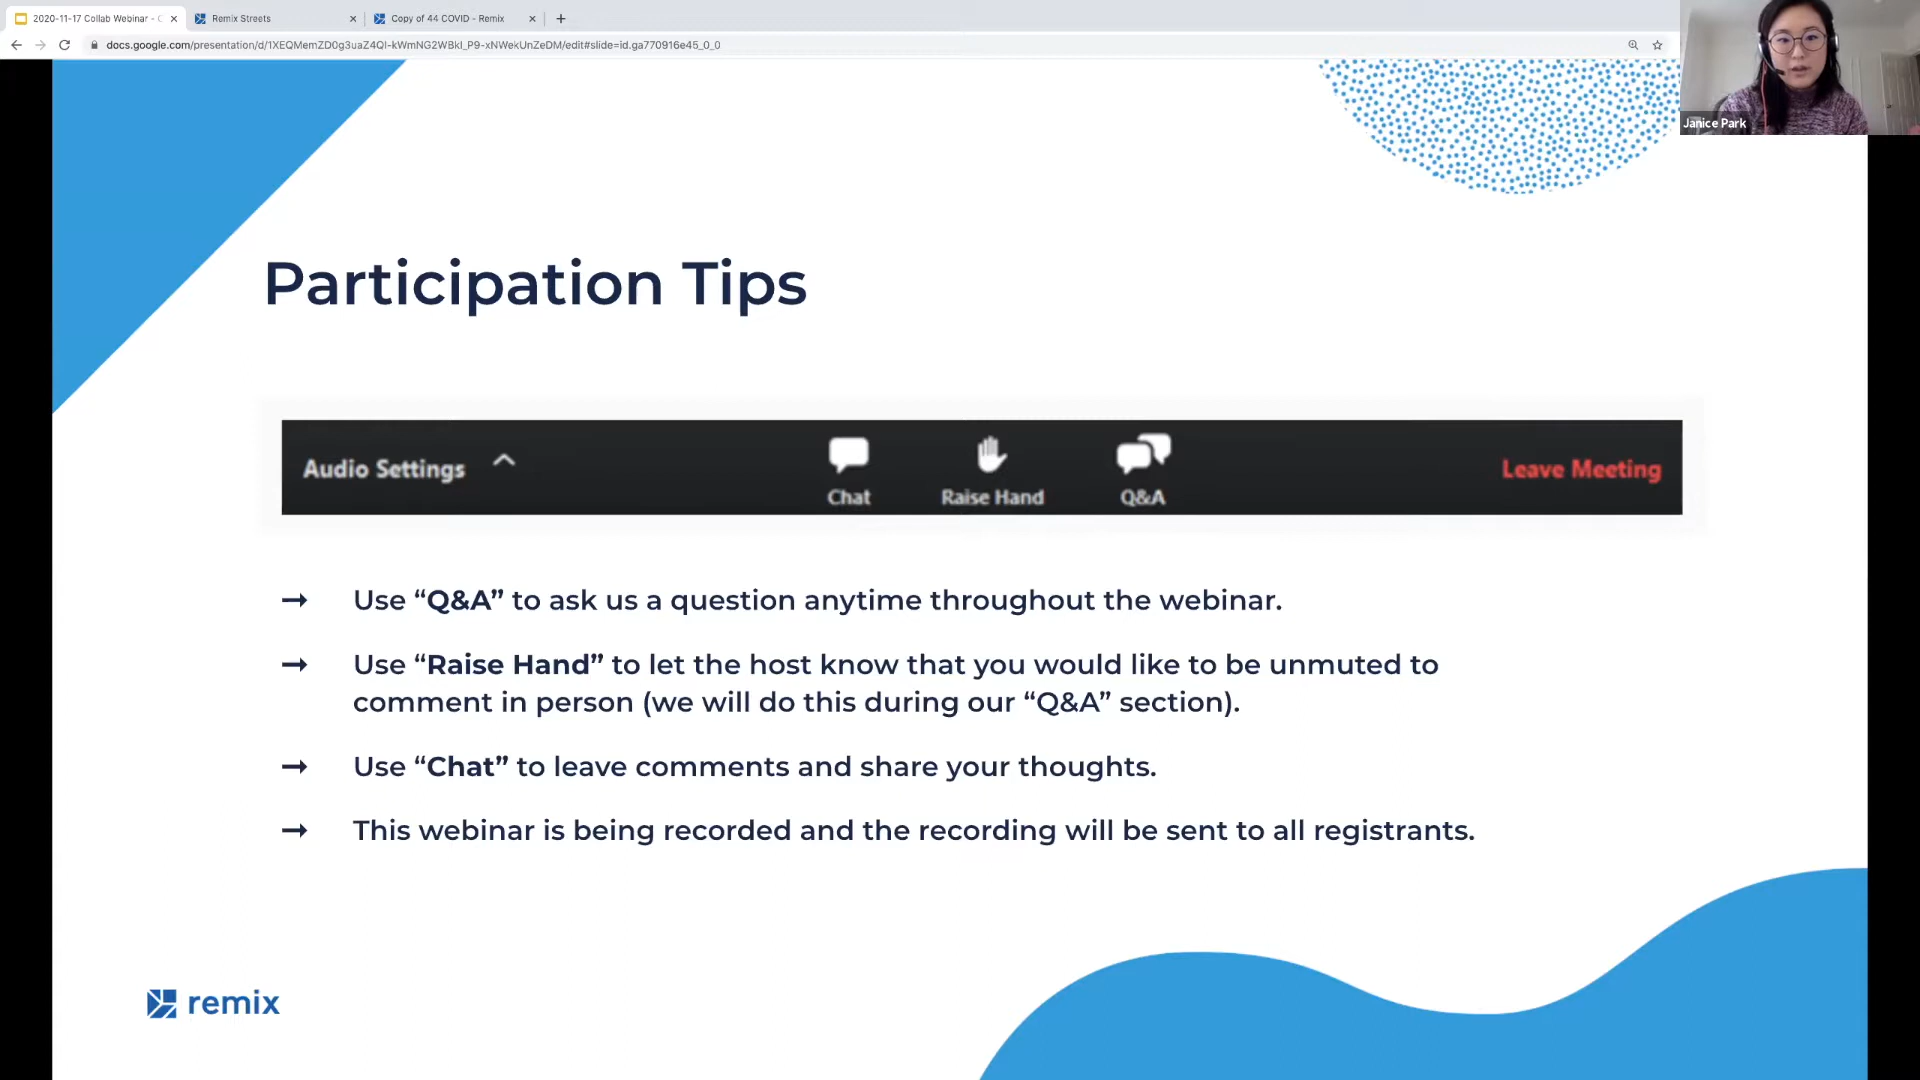 2020-11-17 Collab Webinar -
Remix Streets
Copy of 44 COVID - Remix
docs.google.com/presentation/d/1XEQMemZD0g3uaZ4QI-kWmNG2WBkI_P9-xNWekUnZeDM/edit#slide=id.ga770916e45_0_0
Janice Park
Participation Tips
Audio Settings
Chat
Raise Hand
Q&A
Leave Meeting
→ Use “Q&A” to ask us a question anytime throughout the webinar.
→ Use “Raise Hand” to let the host know that you would like to be unmuted to
comment in person (we will do this during our “Q&A” section).
→ Use “Chat” to leave comments and share your thoughts.
→ This webinar is being recorded and the recording will be sent to all registrants.
remix